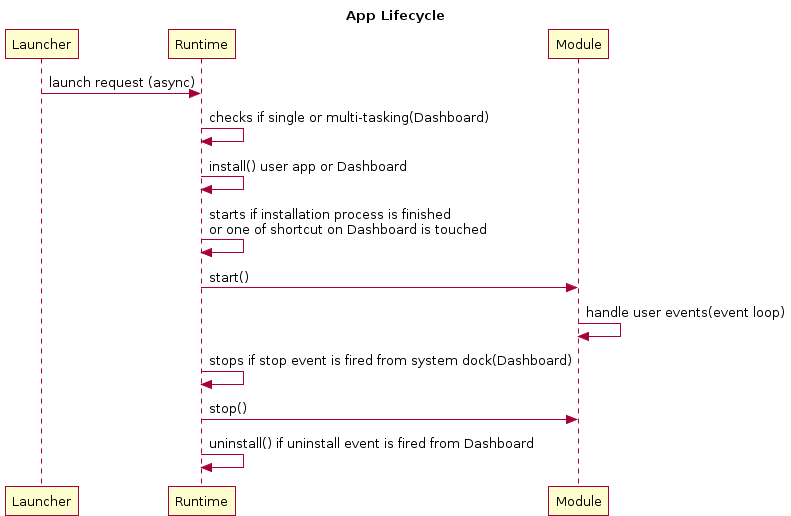 App Lifecycle
Launcher
Runtime
Module
launch request (async)
checks if single or multi-tasking(Dashboard)
install() user app or Dashboard
starts if installation process is finished
or one of shortcut on Dashboard is touched
start()
handle user events(event loop)
stops if stop event is fired from system dock(Dashboard)
stop()
uninstall() if uninstall event is fired from Dashboard
Launcher
Runtime
Module